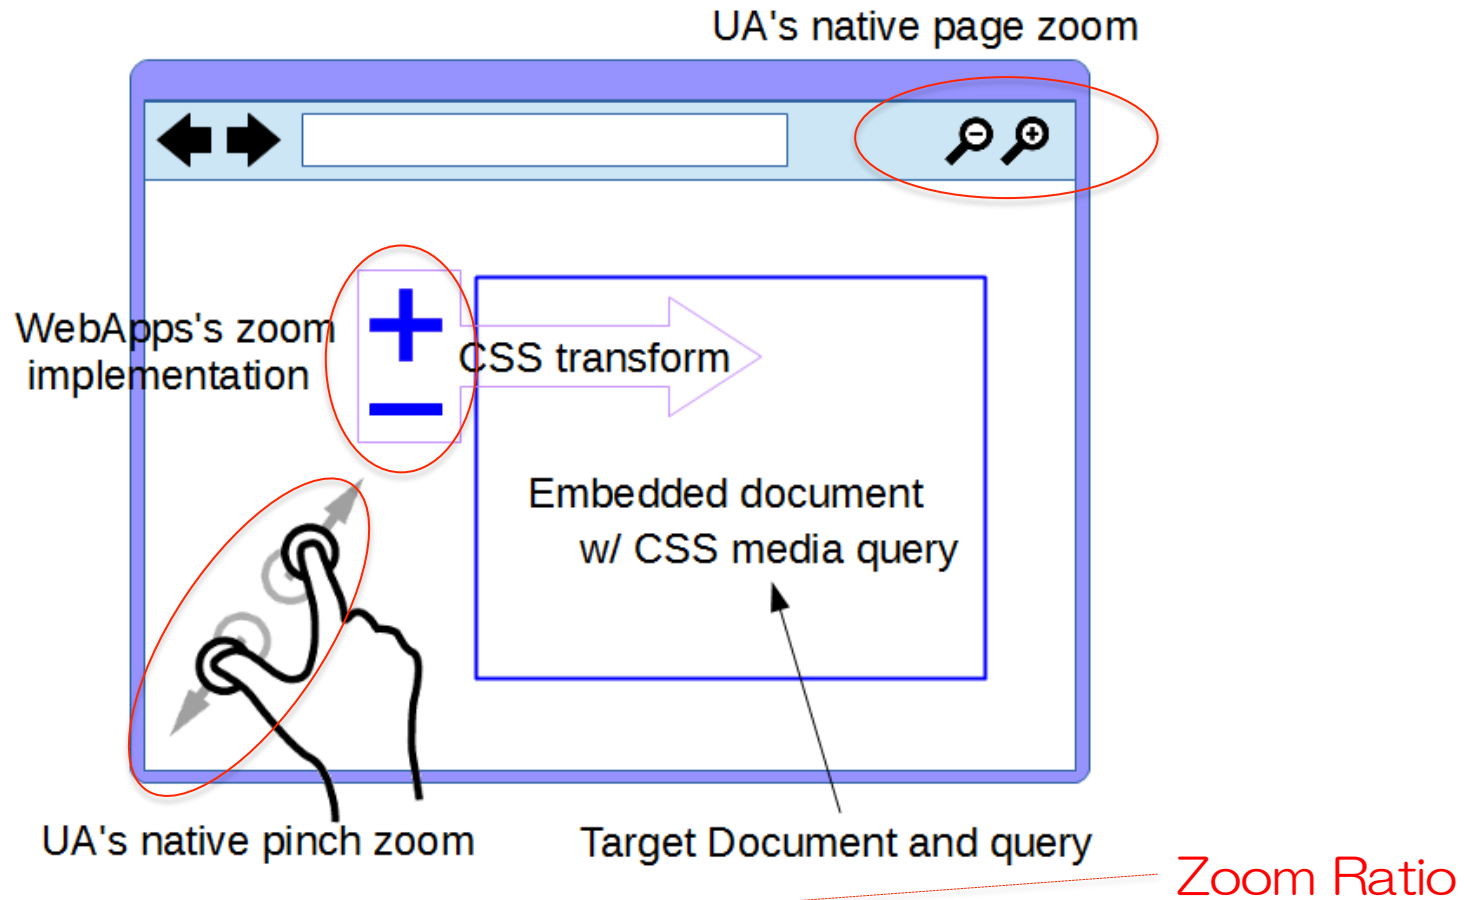 UA's native page zoom
WebApps's zoom
implementation
CSS transform
Embedded document
w/ CSS media query
UA's native pinch zoom
Target Document and query
Zoom Ratio